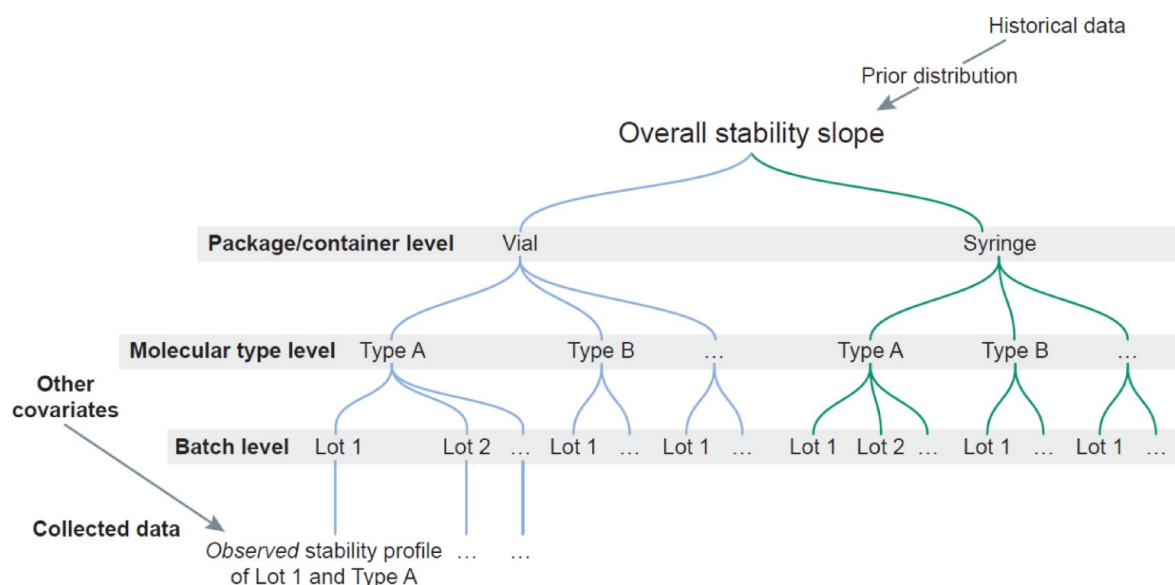 Historical data
Prior distribution
Overall stability slope
Package/container level Vial Syringe
Molecular type level Type A Type B … Type A Type B …
Other
covariates
Batch level Lot 1 Lot 2 … Lot 1 … Lot 1 … Lot 1 Lot 2 … Lot 1 … Lot 1 …
Collected data
Observed stability profile … …
of Lot 1 and Type A